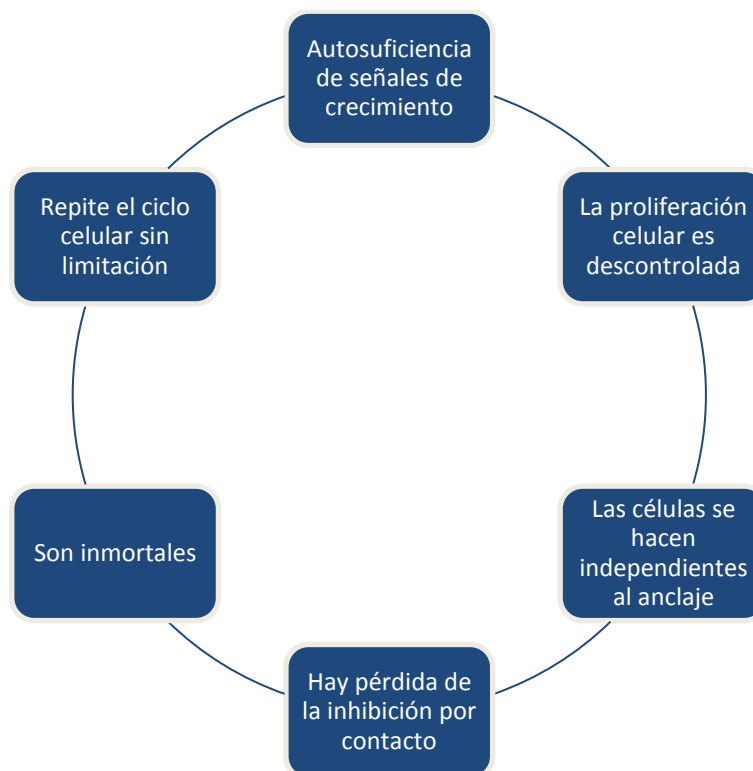 Autosuficiencia
de señales de
crecimiento
La proliferación
celular es
descontrolada
Las células se
hacen
independientes
al anclaje
Hay pérdida de
la inhibición por
contacto
Son inmortales
Repite el ciclo
celular sin
limitación